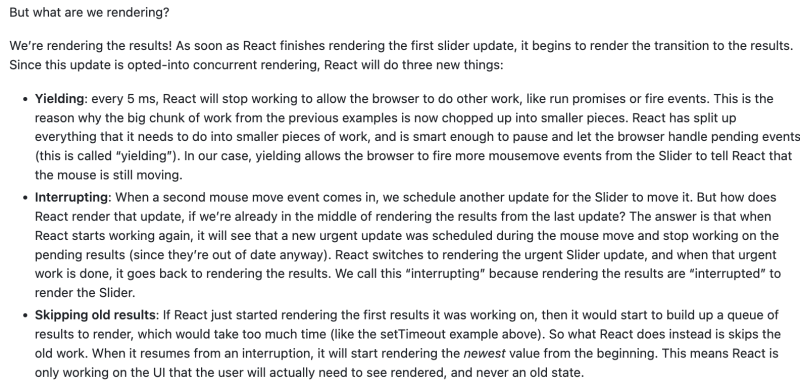 But what are we rendering?
We're rendering the results! As soon as React finishes rendering the first slider update, it begins to render the transition to the results.
Since this update is opted-into concurrent rendering, React will do three new things:
• Yielding: every 5 ms, React will stop working to allow the browser to do other work, like run promises or fire events. This is the
reason why the big chunk of work from the previous examples is now chopped up into smaller pieces. React has split up
everything that it needs to do into smaller pieces of work, and is smart enough to pause and let the browser handle pending events
(this is called “yielding”). In our case, yielding allows the browser to fire more mousemove events from the Slider to tell React that
the mouse is still moving.
• Interrupting: When a second mouse move event comes in, we schedule another update for the Slider to move it. But how does
React render that update, if we're already in the middle of rendering the results from the last update? The answer is that when
React starts working again, it will see that a new urgent update was scheduled during the mouse move and stop working on the
pending results (since they're out of date anyway). React switches to rendering the urgent Slider update, and when that urgent
work is done, it goes back to rendering the results. We call this “interrupting” because rendering the results are “interrupted” to
render the Slider.
• Skipping old results: If React just started rendering the first results it was working on, then it would start to build up a queue of
results to render, which would take too much time (like the setTimeout example above). So what React does instead is skips the
old work. When it resumes from an interruption, it will start rendering the newest value from the beginning. This means React is
only working on the UI that the user will actually need to see rendered, and never an old state.